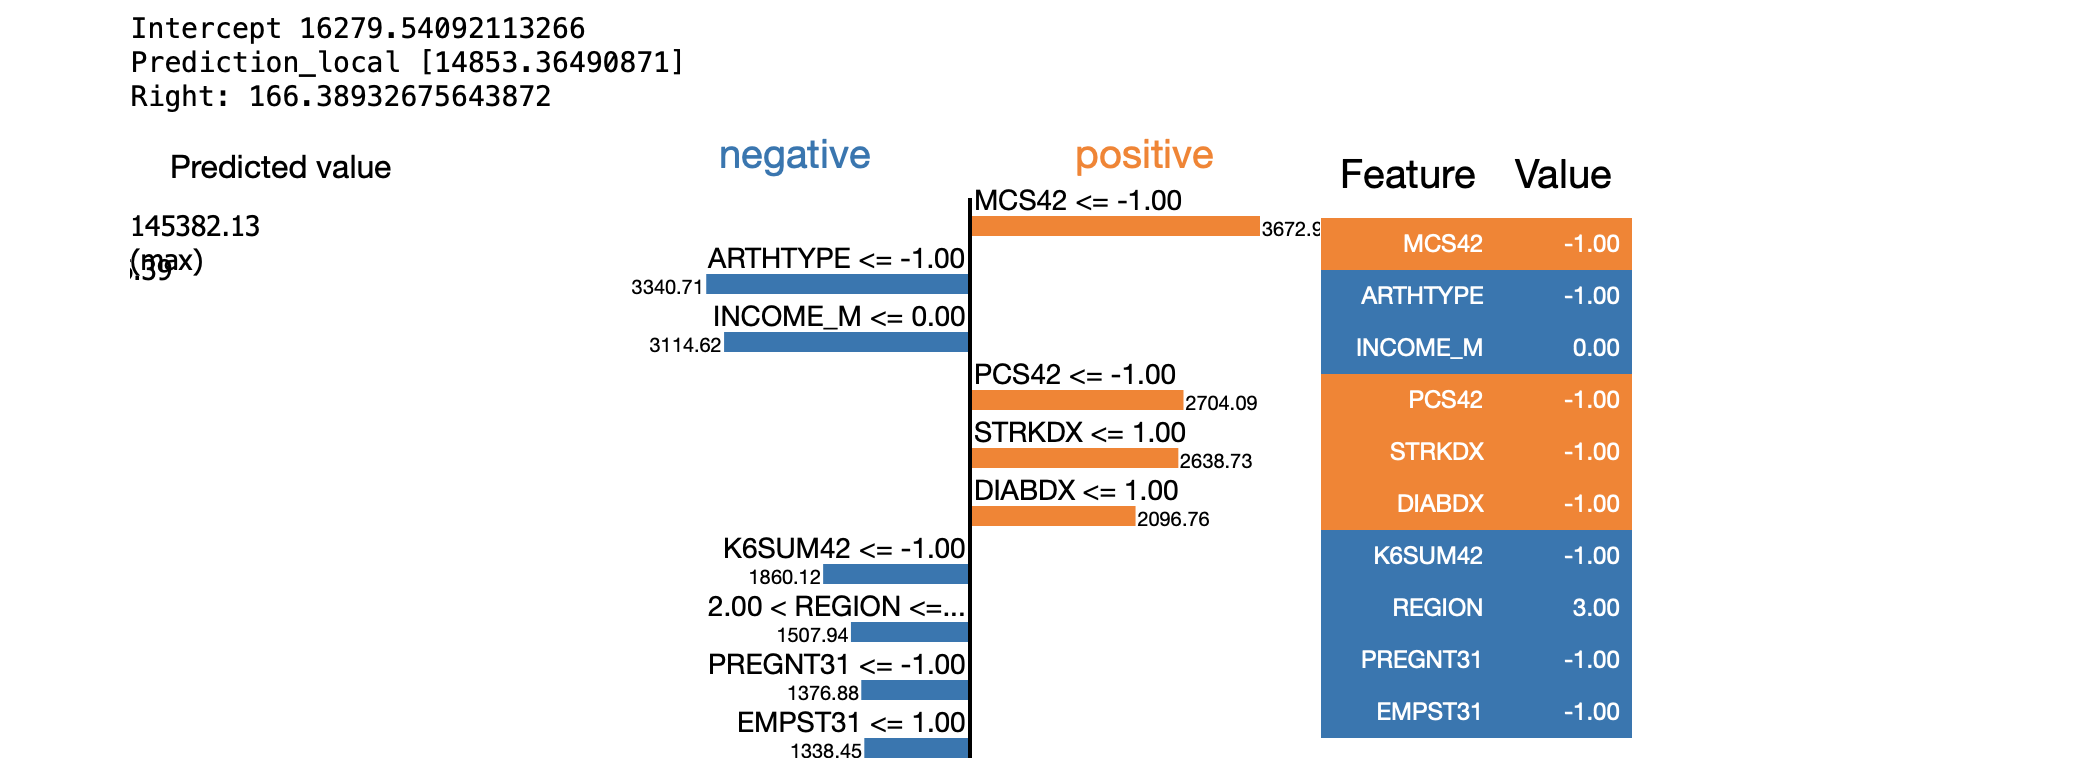 Intercept 16279.54092113266
Prediction_local [14853.36490871]
Right: 166.38932675643872
Predicted value
145382.13
(max)
.39
negative positive
MCS42 <= -1.00
3672.9
ARTHTYPE <= -1.00
3340.71
INCOME_M <= 0.00
3114.62
PCS42 <= -1.00
2704.09
STRKDX <= 1.00
2638.73
DIABDX <= 1.00
2096.76
K6SUM42 <= -1.00
1860.12
2.00 < REGION <=...
1507.94
PREGNT31 <= -1.00
1376.88
EMPST31 <= 1.00
1338.45
Feature Value
MCS42 -1.00
ARTHTYPE -1.00
INCOME_M 0.00
PCS42 -1.00
STRKDX -1.00
DIABDX -1.00
K6SUM42 -1.00
REGION 3.00
PREGNT31 -1.00
EMPST31 -1.00